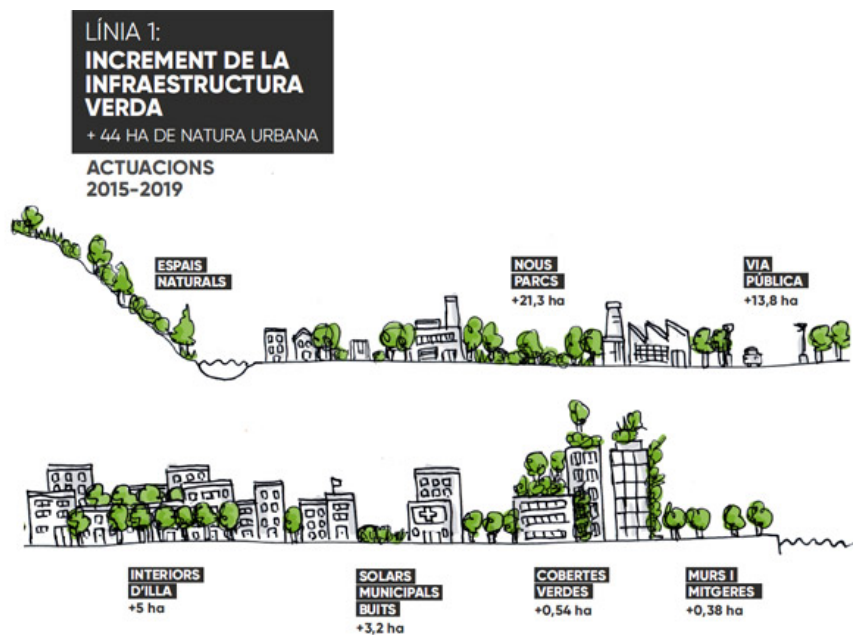 LÍNIA 1:
INCREMENT DE LA
INFRAESTRUCTURA
VERDA
+ 44 HA DE NATURA URBANA
ACTUACIONS
2015-2019
ESPAIS
NATURALS
NOUS
PARCS
+21,3 ha
VIA
PÚBLICA
+13,8 ha
INTERIORS
D'ILLA
+5 ha
SOLARS
MUNICIPALS
BUITS
+3,2 ha
COBERTES
VERDES
+0,54 ha
MURS I
MITGERES
+0,38 ha